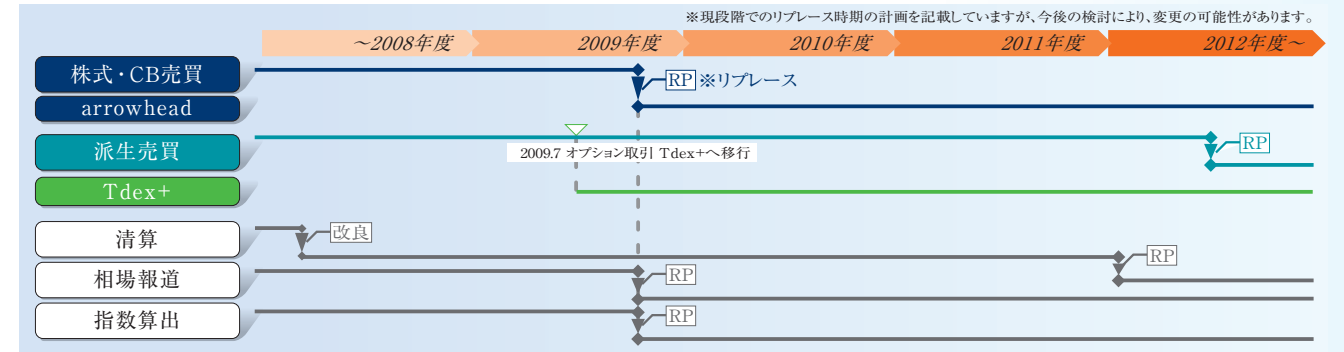 ※現段階でのリプレース時期の計画を記載していますが、今後の検討により、変更の可能性があります。
～2008年度 2009年度 2010年度 2011年度 2012年度～
株式・CB売買
RP ※リプレース
arrowhead
派生売買
RP
2009.7 オプション取引 Tdex+へ移行
Tdex+
清算
改良
RP
相場報道
RP
指数算出
RP